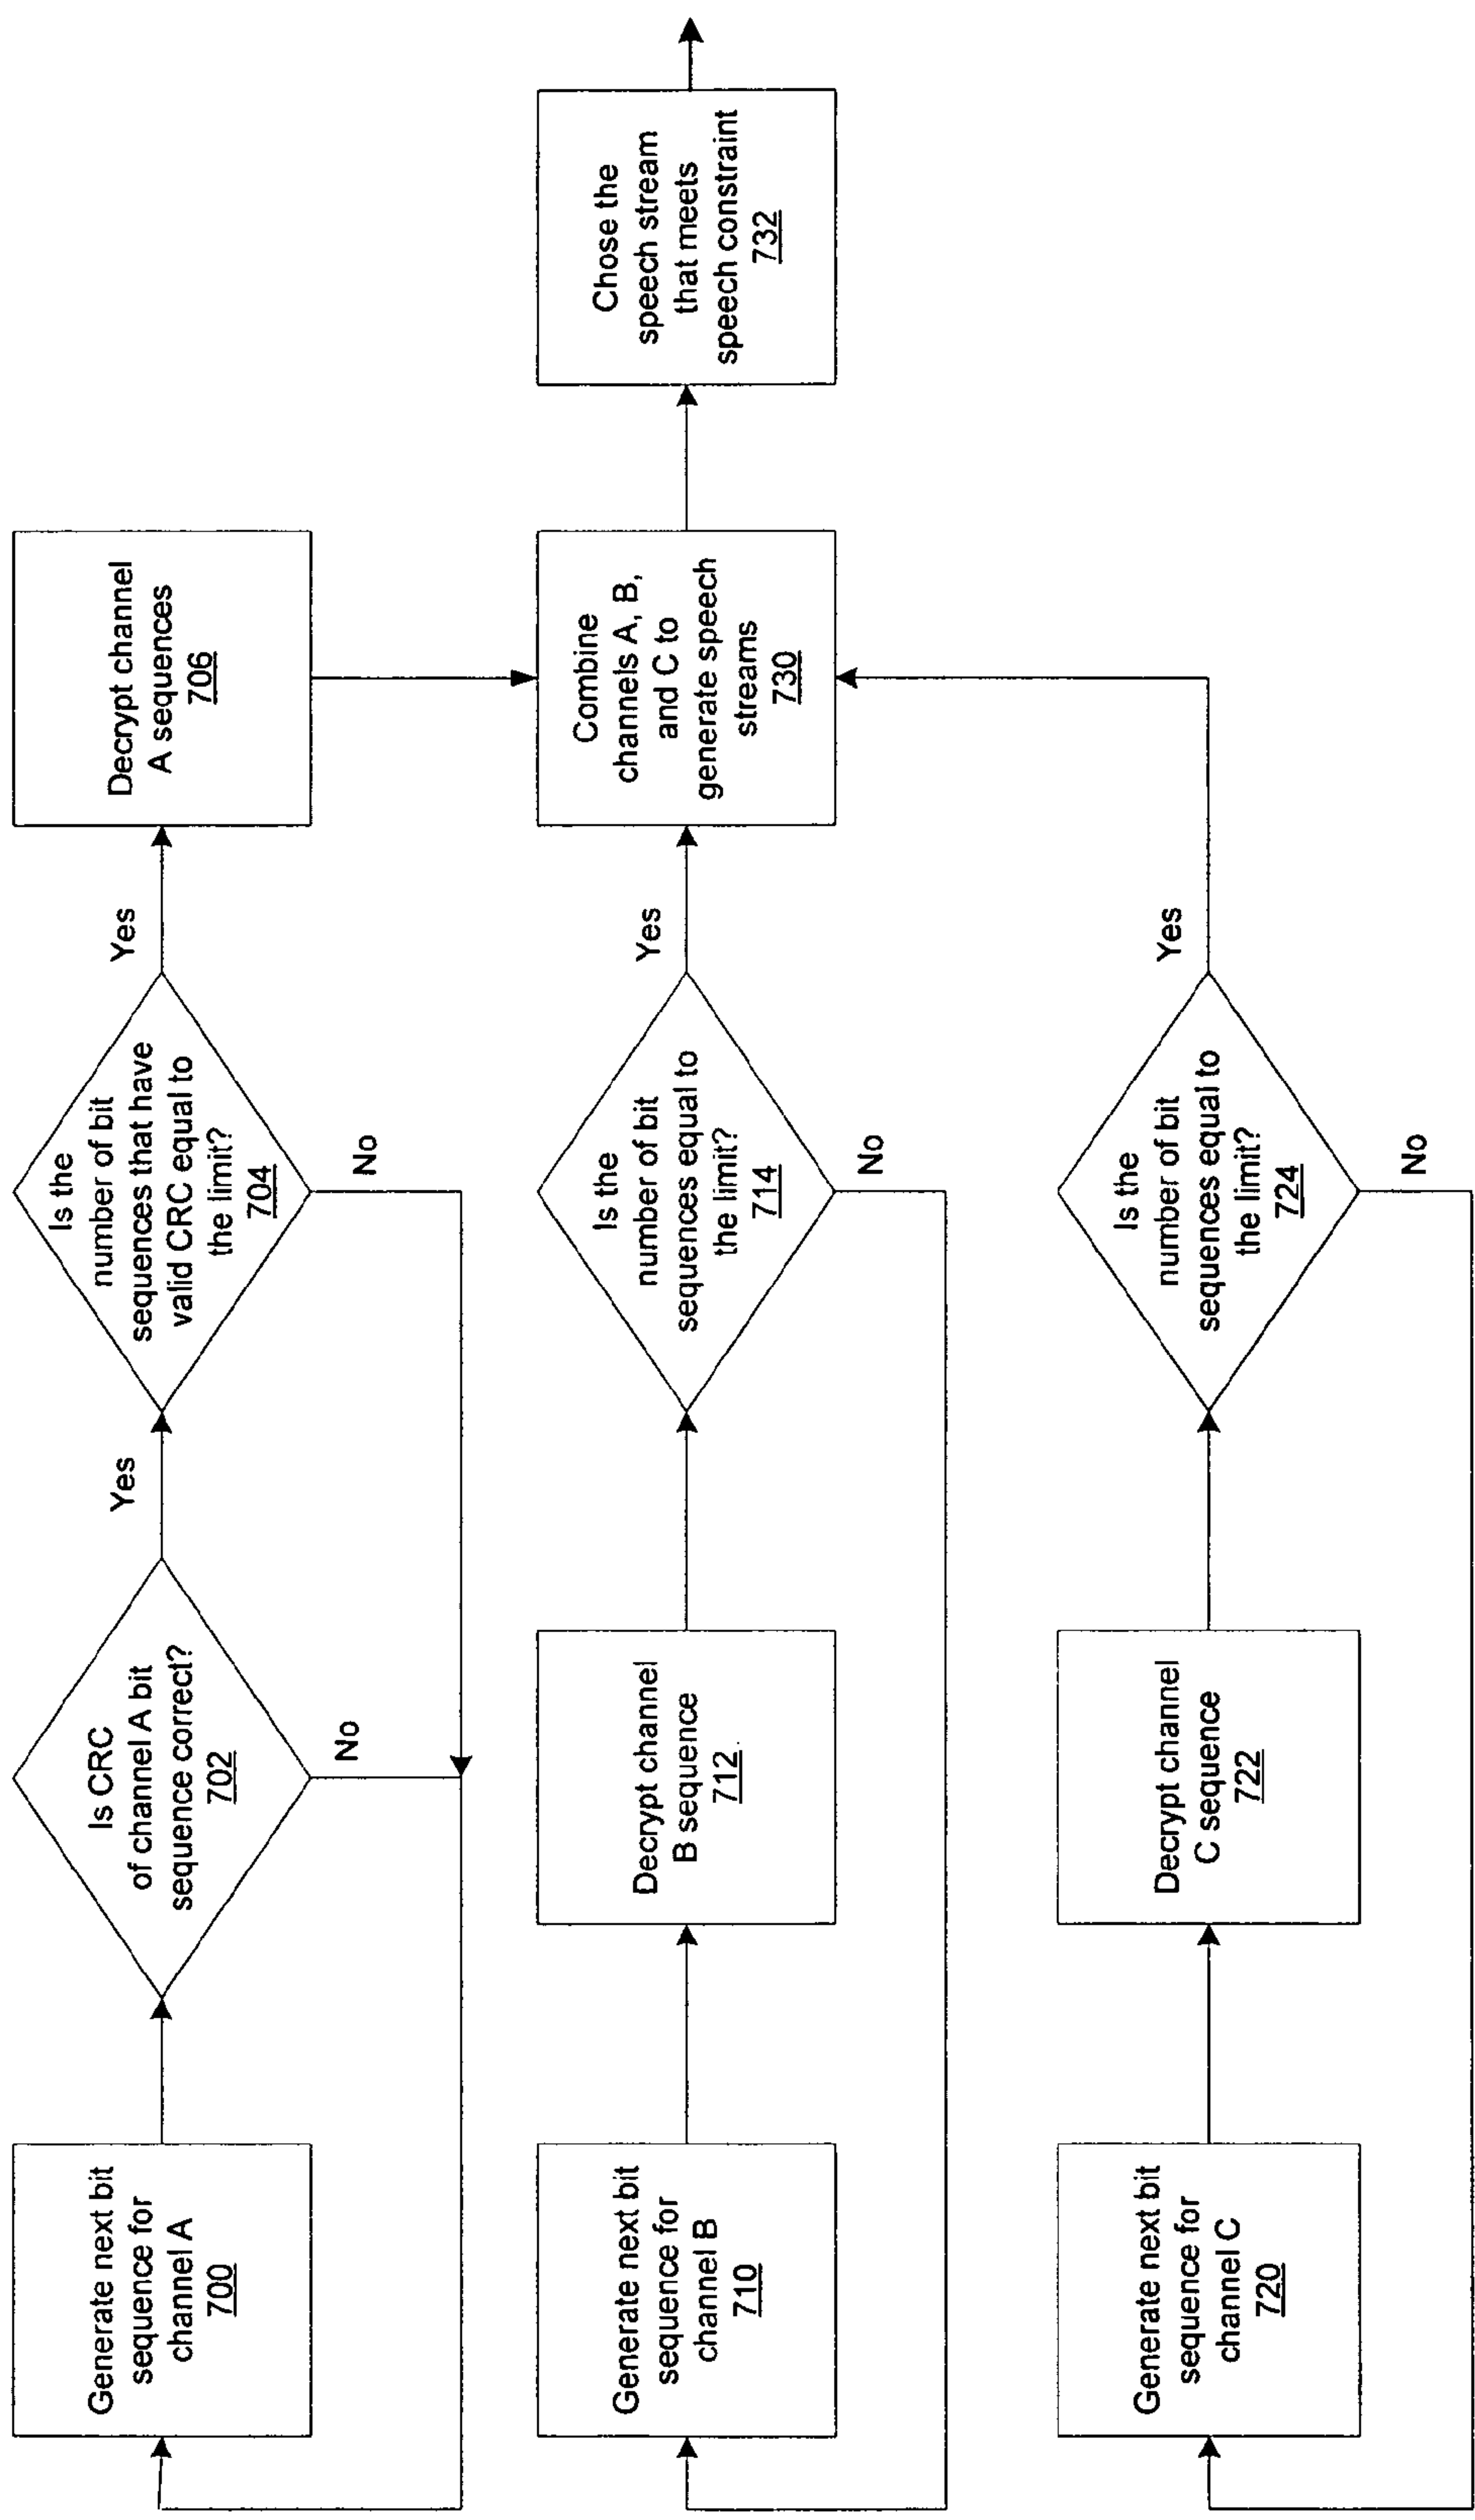 Generate next bit
sequence for
channel A
700
Is CRC
of channel A bit
sequence correct?
702
Yes
No
Is the
number of bit
sequences that have
valid CRC equal to
the limit?
704
Yes
No
Decrypt channel
A sequences
706
Generate next bit
sequence for
channel B
710
Decrypt channel
B sequence
712
Is the
number of bit
sequences equal to
the limit?
714
Yes
No
Combine
channels A, B,
and C to
generate speech
streams
730
Chose the
speech stream
that meets
speech constraint
732
Generate next bit
sequence for
channel C
720
Decrypt channel
C sequence
722
Is the
number of bit
sequences equal to
the limit?
724
Yes
No